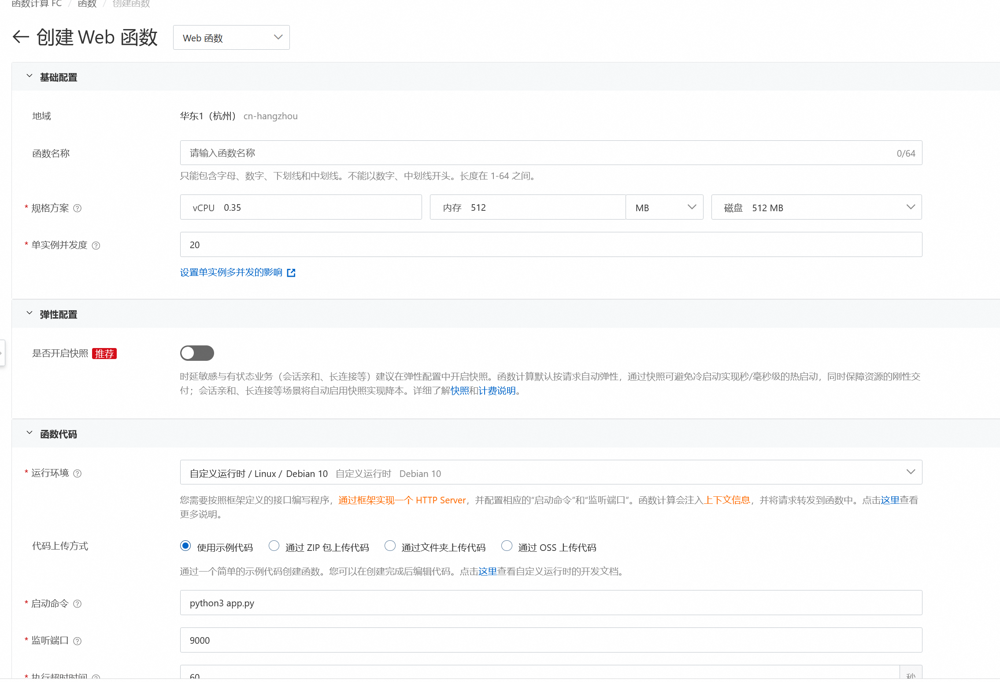 函数计算 FC / 函数 / 创建函数
创建 Web 函数 Web 函数
基础配置
地域 华东1（杭州） cn-hangzhou
函数名称 请输入函数名称 0/64
只能包含字母、数字、下划线和中划线。不能以数字、中划线开头。长度在 1-64 之间。
* 规格方案 vCPU 0.35 内存 512 MB 磁盘 512 MB
* 单实例并发度 20
设置单实例多并发的影响
弹性配置
是否开启快照 推荐
时延敏感与有状态业务（会话亲和、长连接等）建议在弹性配置中开启快照。函数计算默认按请求自动弹性，通过快照可避免冷启动实现秒/毫秒级的热启动，同时保障资源的刚性交
付；会话亲和、长连接等场景将自动启用快照实现降本。详细了解快照和计费说明。
函数代码
* 运行环境 自定义运行时 / Linux / Debian 10 自定义运行时 Debian 10
您需要按照框架定义的接口编写程序，通过框架实现一个 HTTP Server，并配置相应的“启动命令”和“监听端口”。函数计算会注入上下文信息，并将请求转发到函数中。点击这里查看
更多说明。
代码上传方式 使用示例代码 通过 ZIP 包上传代码 通过文件夹上传代码 通过 OSS 上传代码
通过一个简单的示例代码创建函数。您可以在创建完成后编辑代码。点击这里查看自定义运行时的开发文档。
* 启动命令 python3 app.py
* 监听端口 9000
* 执行超时时间 60 秒